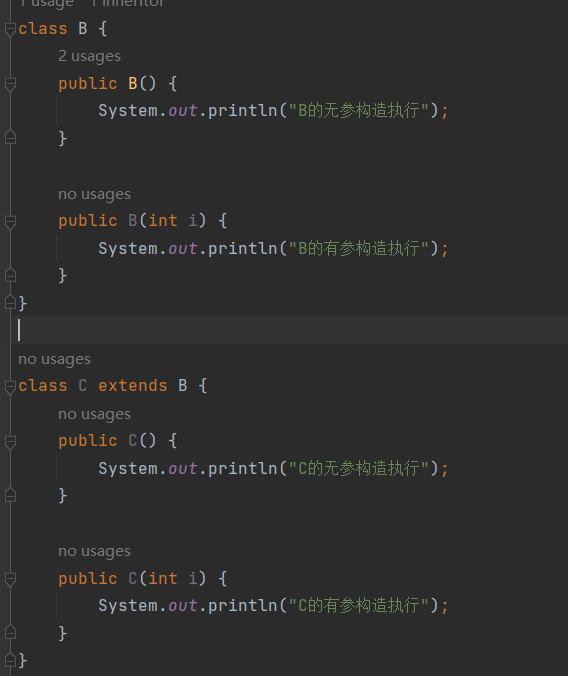 1 usage 1 inheritor
class B {
2 usages
public B() {
System.out.println("B的无参构造执行");
}
no usages
public B(int i) {
System.out.println("B的有参构造执行");
}
}
no usages
class C extends B {
no usages
public C() {
System.out.println("C的无参构造执行");
}
no usages
public C(int i) {
System.out.println("C的有参构造执行");
}
}